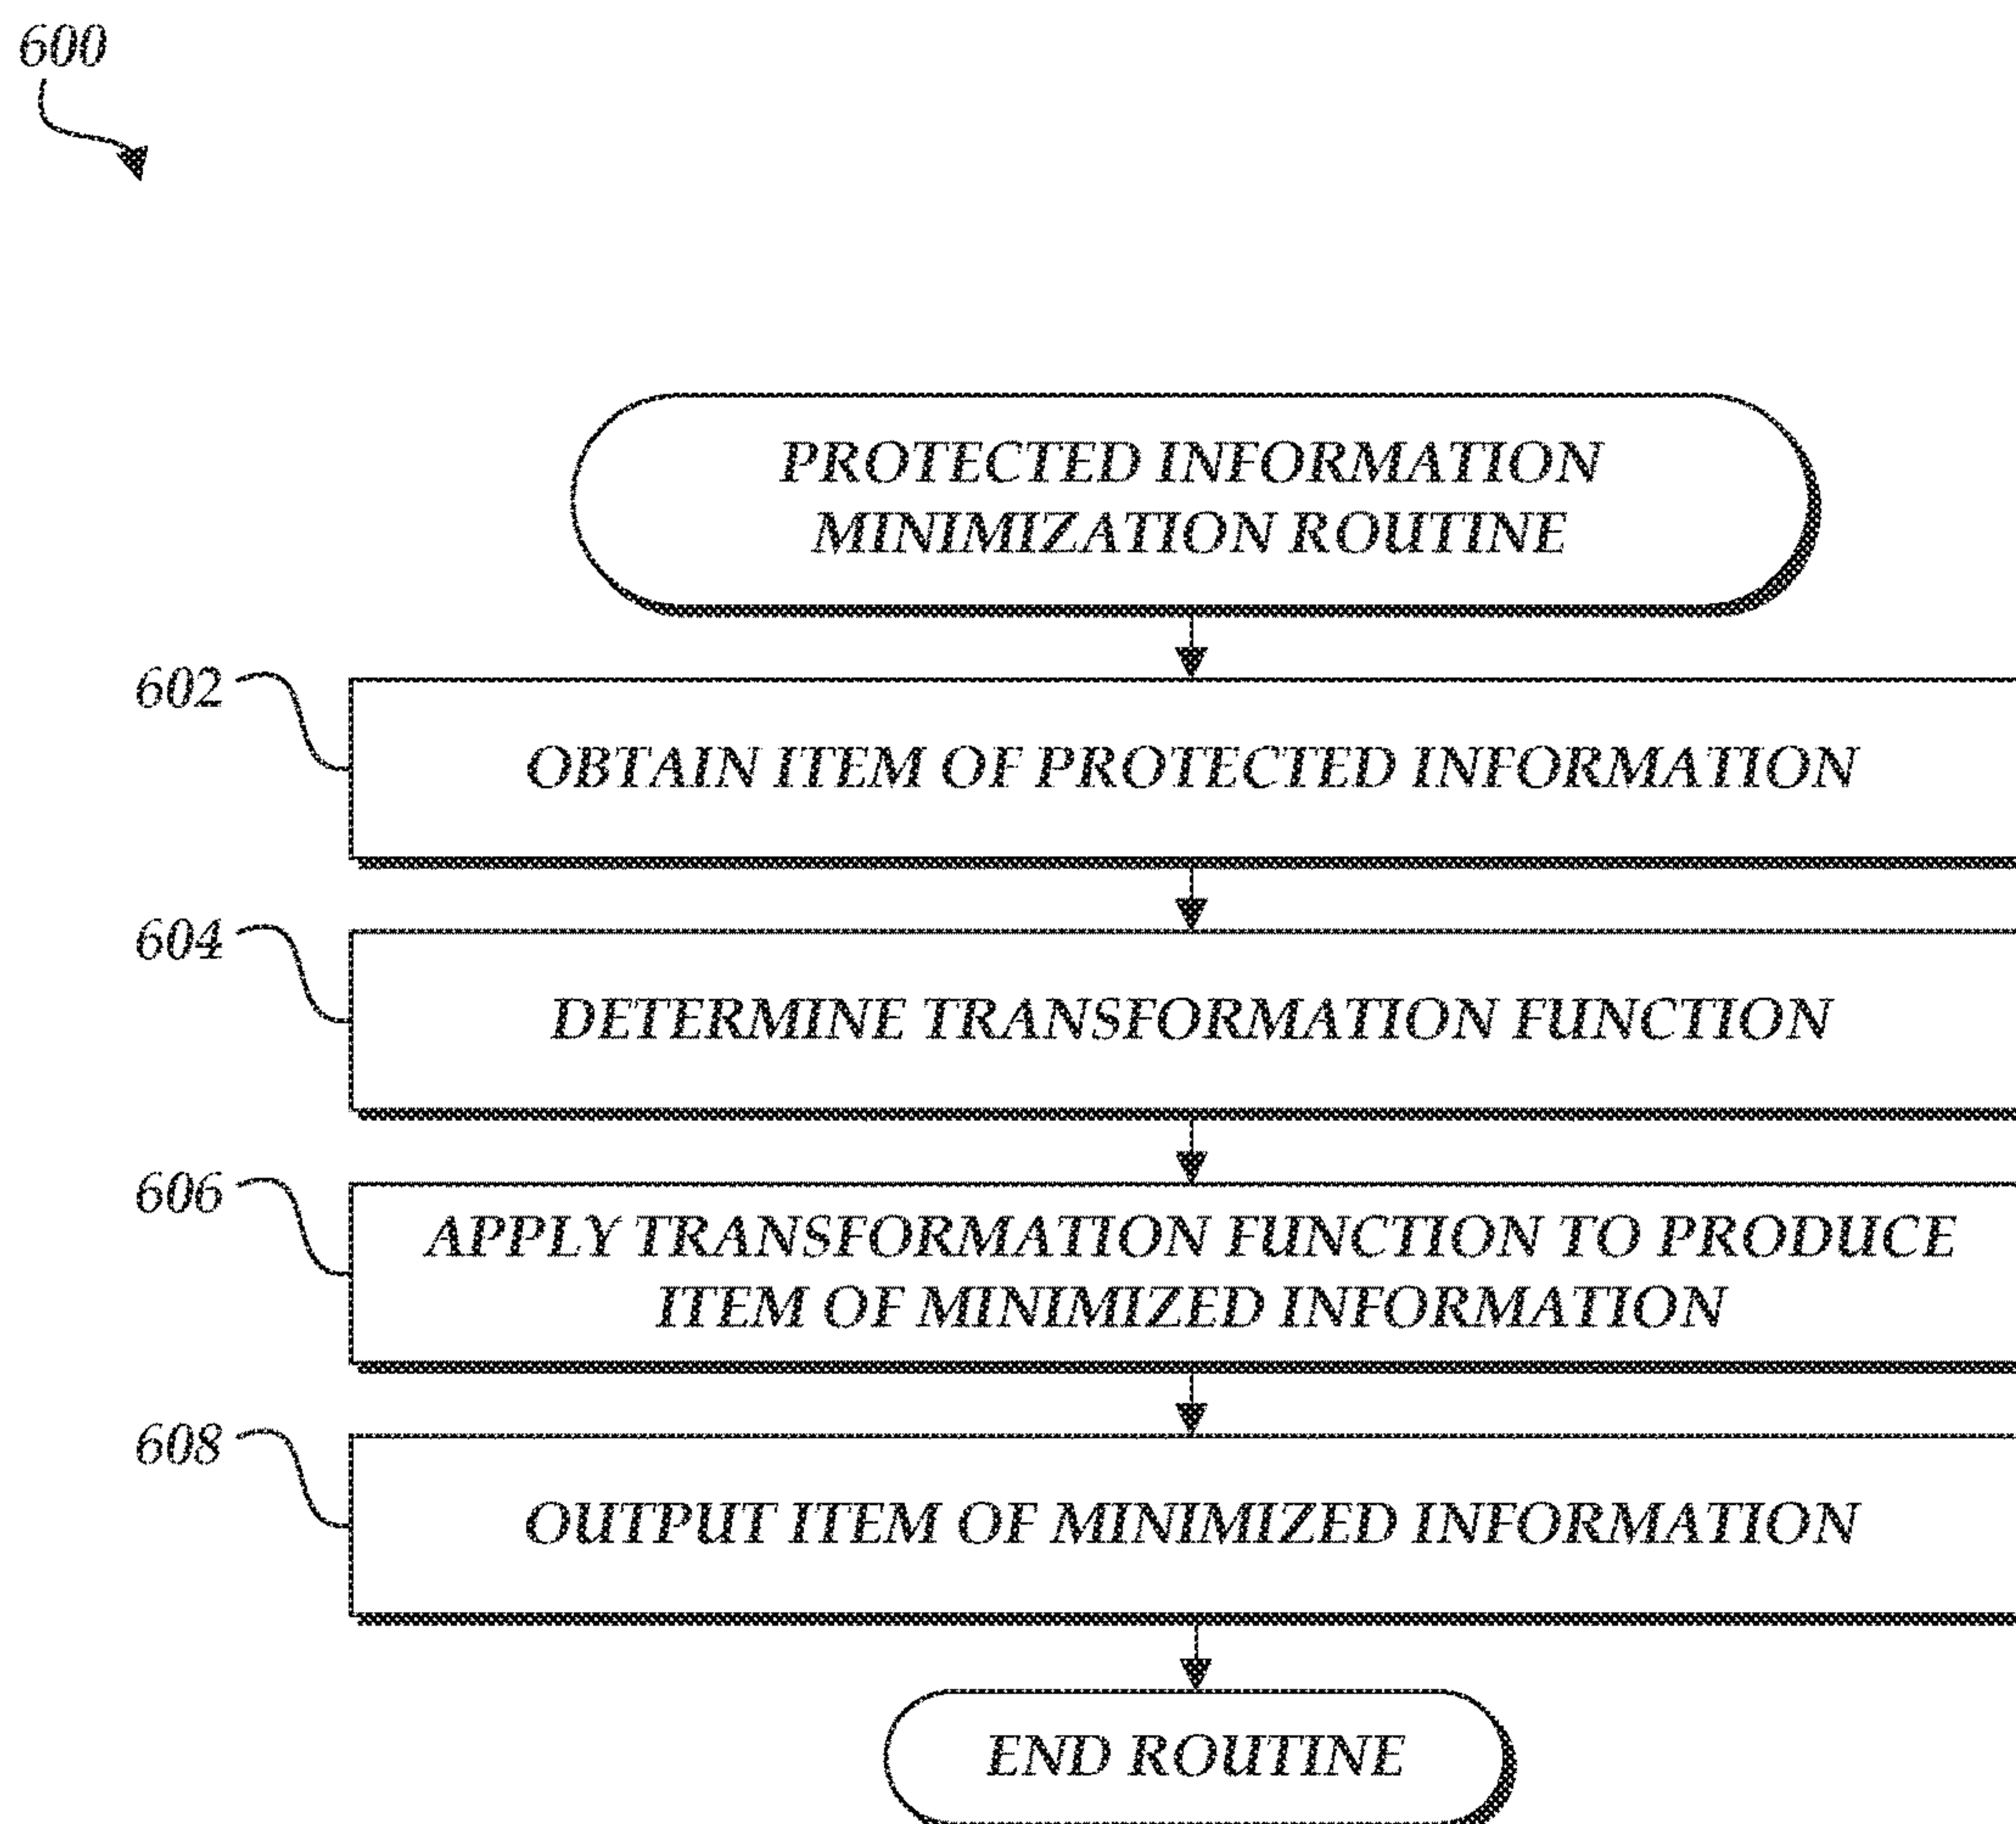 600
PROTECTED INFORMATION
MINIMIZATION ROUTINE
602
OBTAIN ITEM OF PROTECTED INFORMATION
604
DETERMINE TRANSFORMATION FUNCTION
606
APPLY TRANSFORMATION FUNCTION TO PRODUCE
ITEM OF MINIMIZED INFORMATION
608
OUTPUT ITEM OF MINIMIZED INFORMATION
END ROUTINE